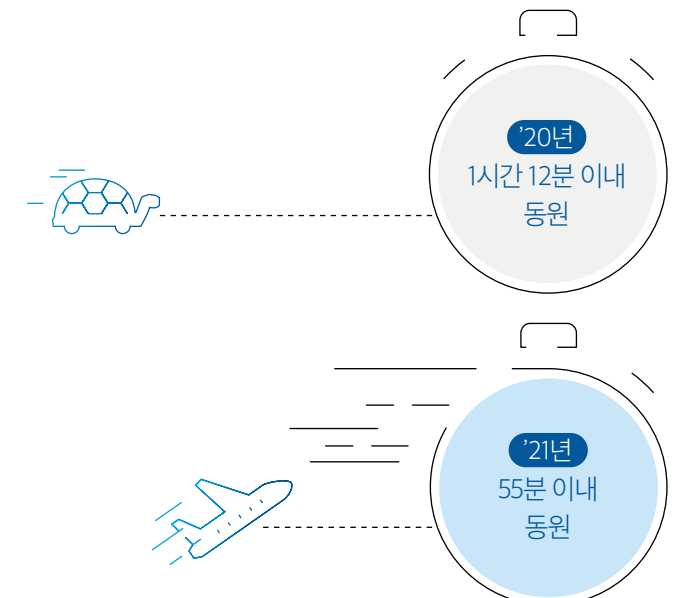 ’20년
1시간 12분 이내
동원
’21년
55분 이내
동원